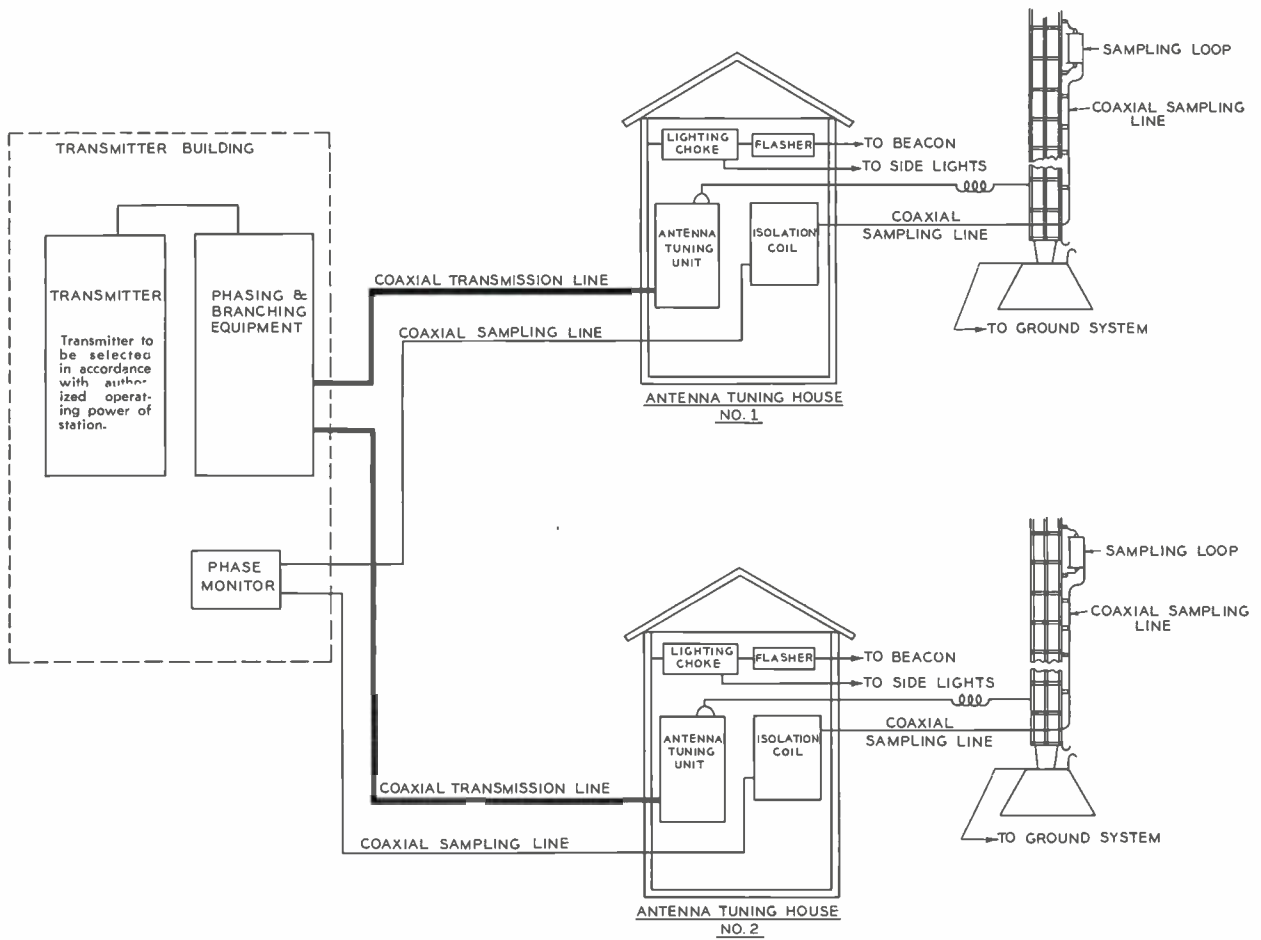 TRANSMITTER BUILDING
TRANSMITTER
Transmitter to
be selected
in accordance
with author-
ized operat-
ing power of
station.
PHASING &
BRANCHING
EQUIPMENT
PHASE
MONITOR
COAXIAL TRANSMISSION LINE
COAXIAL SAMPLING LINE
LIGHTING
CHOKE
FLASHER
TO BEACON
TO SIDE LIGHTS
ANTENNA
TUNING
UNIT
ISOLATION
COIL
COAXIAL
SAMPLING LINE
ANTENNA TUNING HOUSE
NO. 1
SAMPLING LOOP
COAXIAL SAMPLING
LINE
TO GROUND SYSTEM
COAXIAL TRANSMISSION LINE
COAXIAL SAMPLING LINE
LIGHTING
CHOKE
FLASHER
TO BEACON
TO SIDE LIGHTS
ANTENNA
TUNING
UNIT
ISOLATION
COIL
COAXIAL
SAMPLING LINE
ANTENNA TUNING HOUSE
NO. 2
SAMPLING LOOP
COAXIAL SAMPLING
LINE
TO GROUND SYSTEM